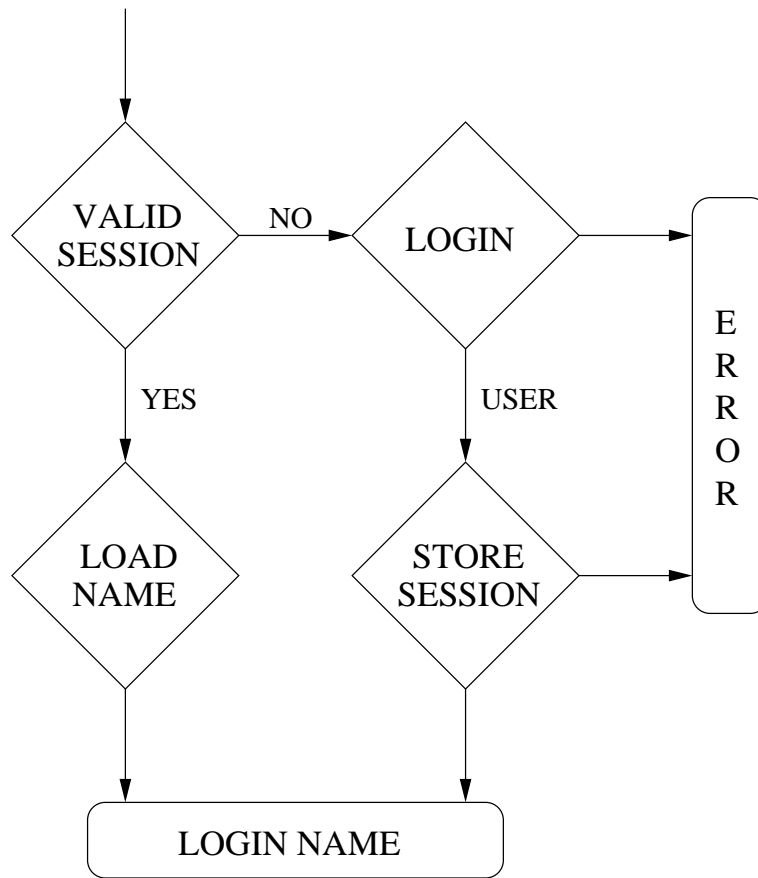 VALID
SESSION
NO
LOGIN
E
R
R
O
R
YES
USER
LOAD
NAME
STORE
SESSION
LOGIN NAME